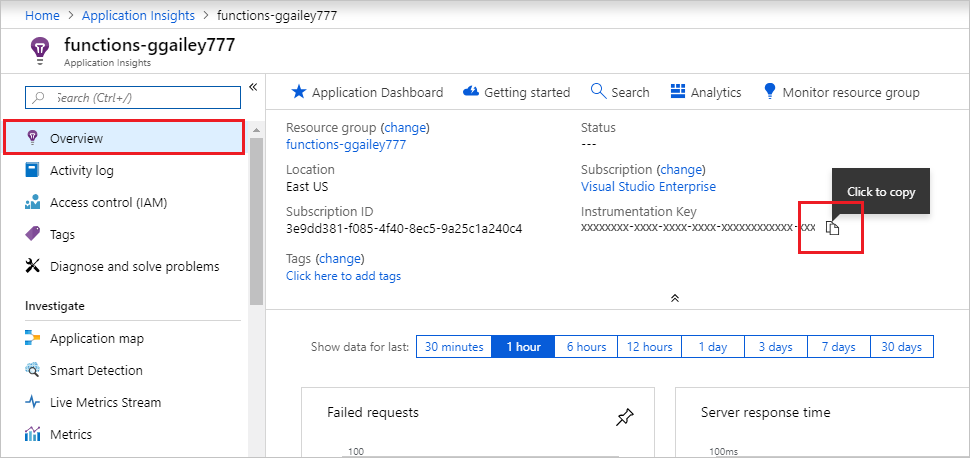 Home > Application Insights > functions-ggailey777
functions-ggailey777
Application Insights
Search (Ctrl+/)
Overview
Activity log
Access control (IAM)
Tags
Diagnose and solve problems
Investigate
Application map
Smart Detection
Live Metrics Stream
Metrics
Application Dashboard
Getting started
Search
Analytics
Monitor resource group
Resource group (change)
functions-ggailey777
Location
East US
Subscription ID
3e9dd381-f085-4f40-8ec5-9a25c1a240c4
Tags (change)
Click here to add tags
Status
---
Subscription (change)
Visual Studio Enterprise
Instrumentation Key
xxxxxxxx-xxxx-xxxx-xxxx-xxxxxxxxxxxx-xxx
Click to copy
Show data for last:
30 minutes
1 hour
6 hours
12 hours
1 day
3 days
7 days
30 days
Failed requests
100
Server response time
100ms